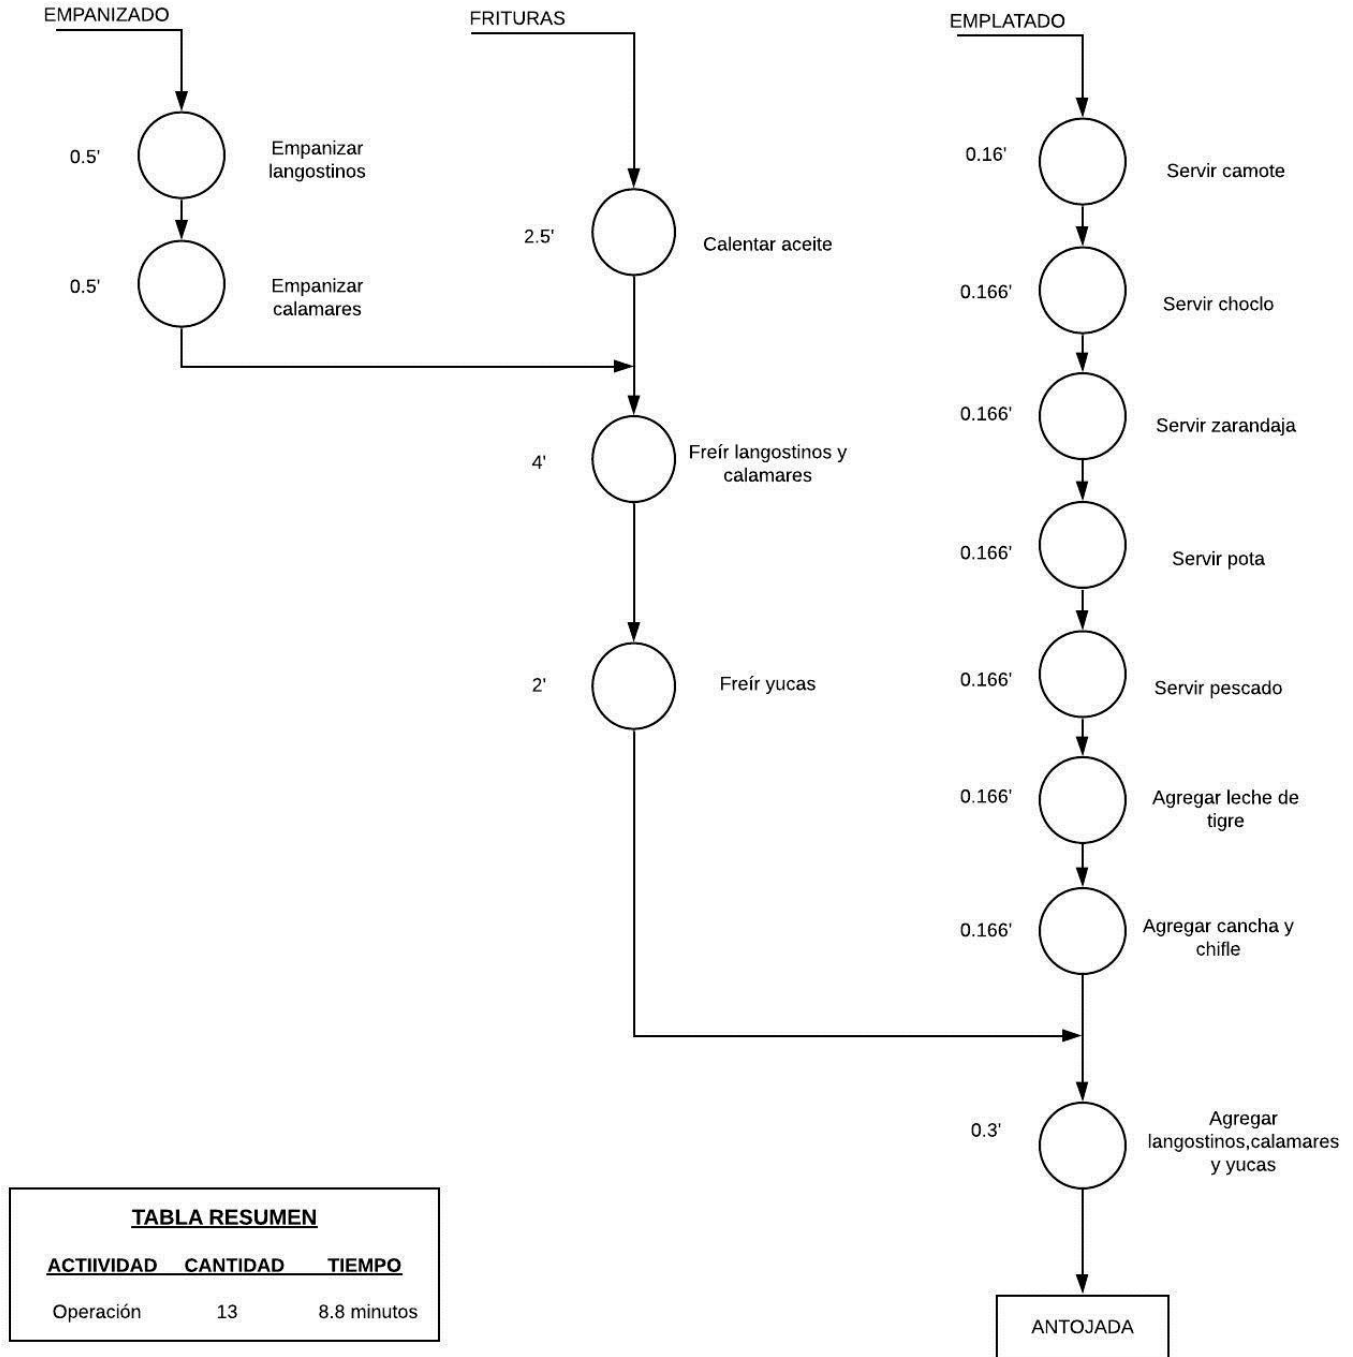 EMPANIZADO
0.5'
Empanizar
langostinos
0.5'
Empanizar
calamares
FRITURAS
2.5'
Calentar aceite
4'
Freír langostinos y
calamares
2'
Freír yucas
EMPLATADO
0.16'
Servir camote
0.166'
Servir choclo
0.166'
Servir zarandaja
0.166'
Servir pota
0.166'
Servir pescado
0.166'
Agregar leche de
tigre
0.166'
Agregar cancha y
chifle
0.3'
Agregar
langostinos,calamares
y yucas
ANTOJADA
TABLA RESUMEN
ACTIIVIDAD CANTIDAD TIEMPO
Operación 13 8.8 minutos